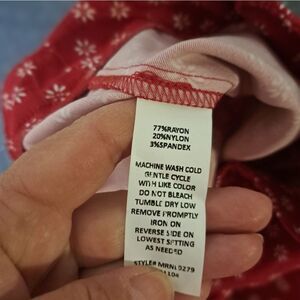 77%RAYON
20%NYLON
3%SPANDEX
MACHINE WASH COLD
GENTLE CYCLE
WITH LIKE COLOR
DO NOT BLEACH
TUMBLE DRY LOW
REMOVE PROMPTLY
IRON ON
REVERSE SIDE ON
LOWEST SETTING
AS NEEDED